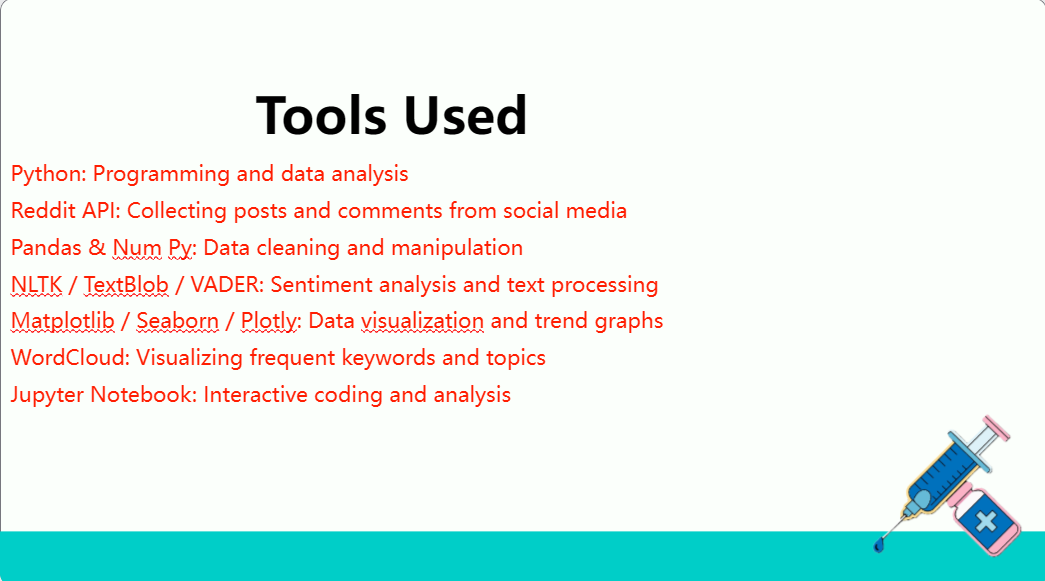 Tools Used
Python: Programming and data analysis
Reddit API: Collecting posts and comments from social media
Pandas & Num Py: Data cleaning and manipulation
NLTK / TextBlob / VADER: Sentiment analysis and text processing
Matplotlib / Seaborn / Plotly: Data visualization and trend graphs
WordCloud: Visualizing frequent keywords and topics
Jupyter Notebook: Interactive coding and analysis